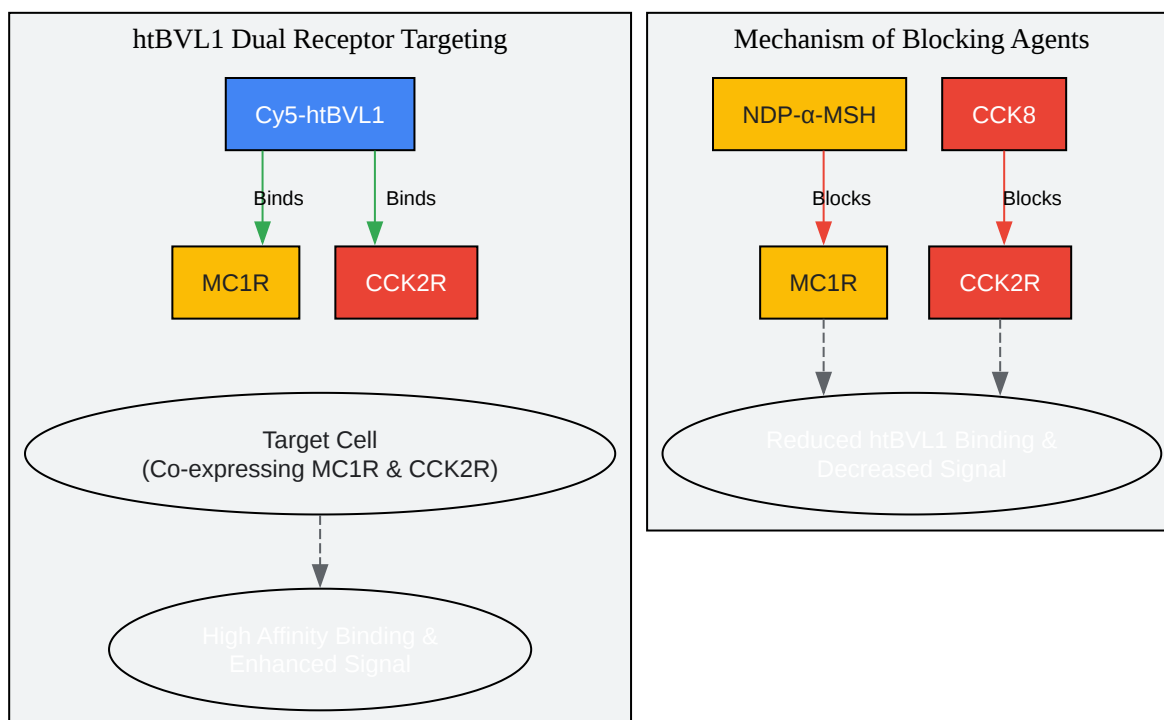 htBVL1 Dual Receptor Targeting
Cy5-htBVL1
Binds
Binds
MC1R
CCK2R
Target Cell
(Co-expressing MC1R & CCK2R)
High Affinity Binding &
Enhanced Signal
Mechanism of Blocking Agents
NDP-α-MSH
CCK8
Blocks
Blocks
MC1R
CCK2R
Reduced htBVL1 Binding &
Decreased Signal